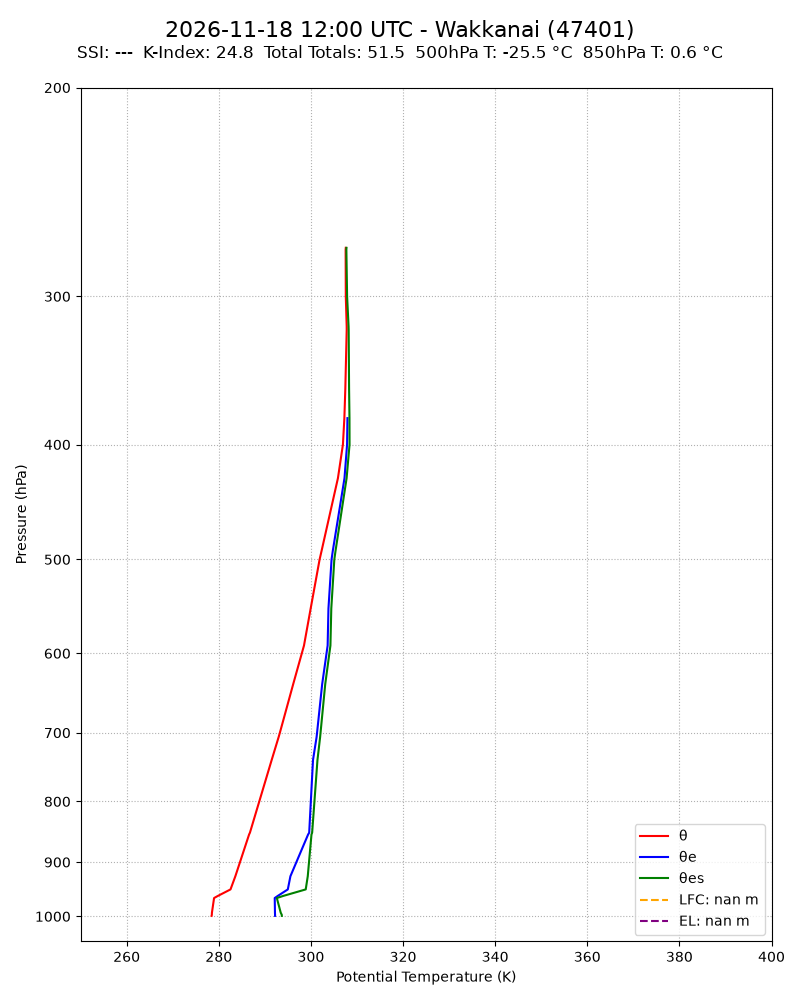 2026-11-18 12:00 UTC - Wakkanai (47401)
SSI: ---  K-Index: 24.8  Total Totals: 51.5  500hPa T: -25.5 °C  850hPa T: 0.6 °C
200
300
400
500
600
700
800
900
1000
Pressure (hPa)
θ
θe
θes
LFC: nan m
EL: nan m
260
280
300
320
340
360
380
400
Potential Temperature (K)